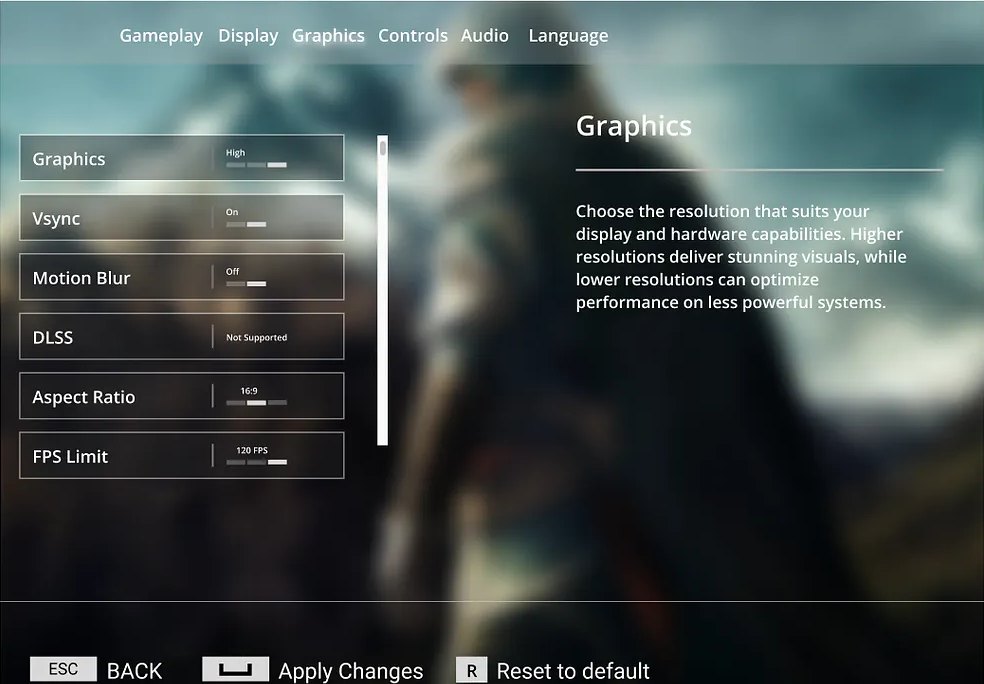 Gameplay Display Graphics Controls Audio Language
Graphics
Graphics High
Vsync On
Motion Blur Off
DLSS Not Supported
Aspect Ratio 16:9
FPS Limit 120 FPS
Choose the resolution that suits your
display and hardware capabilities. Higher
resolutions deliver stunning visuals, while
lower resolutions can optimize
performance on less powerful systems.
ESC BACK Apply Changes R Reset to default